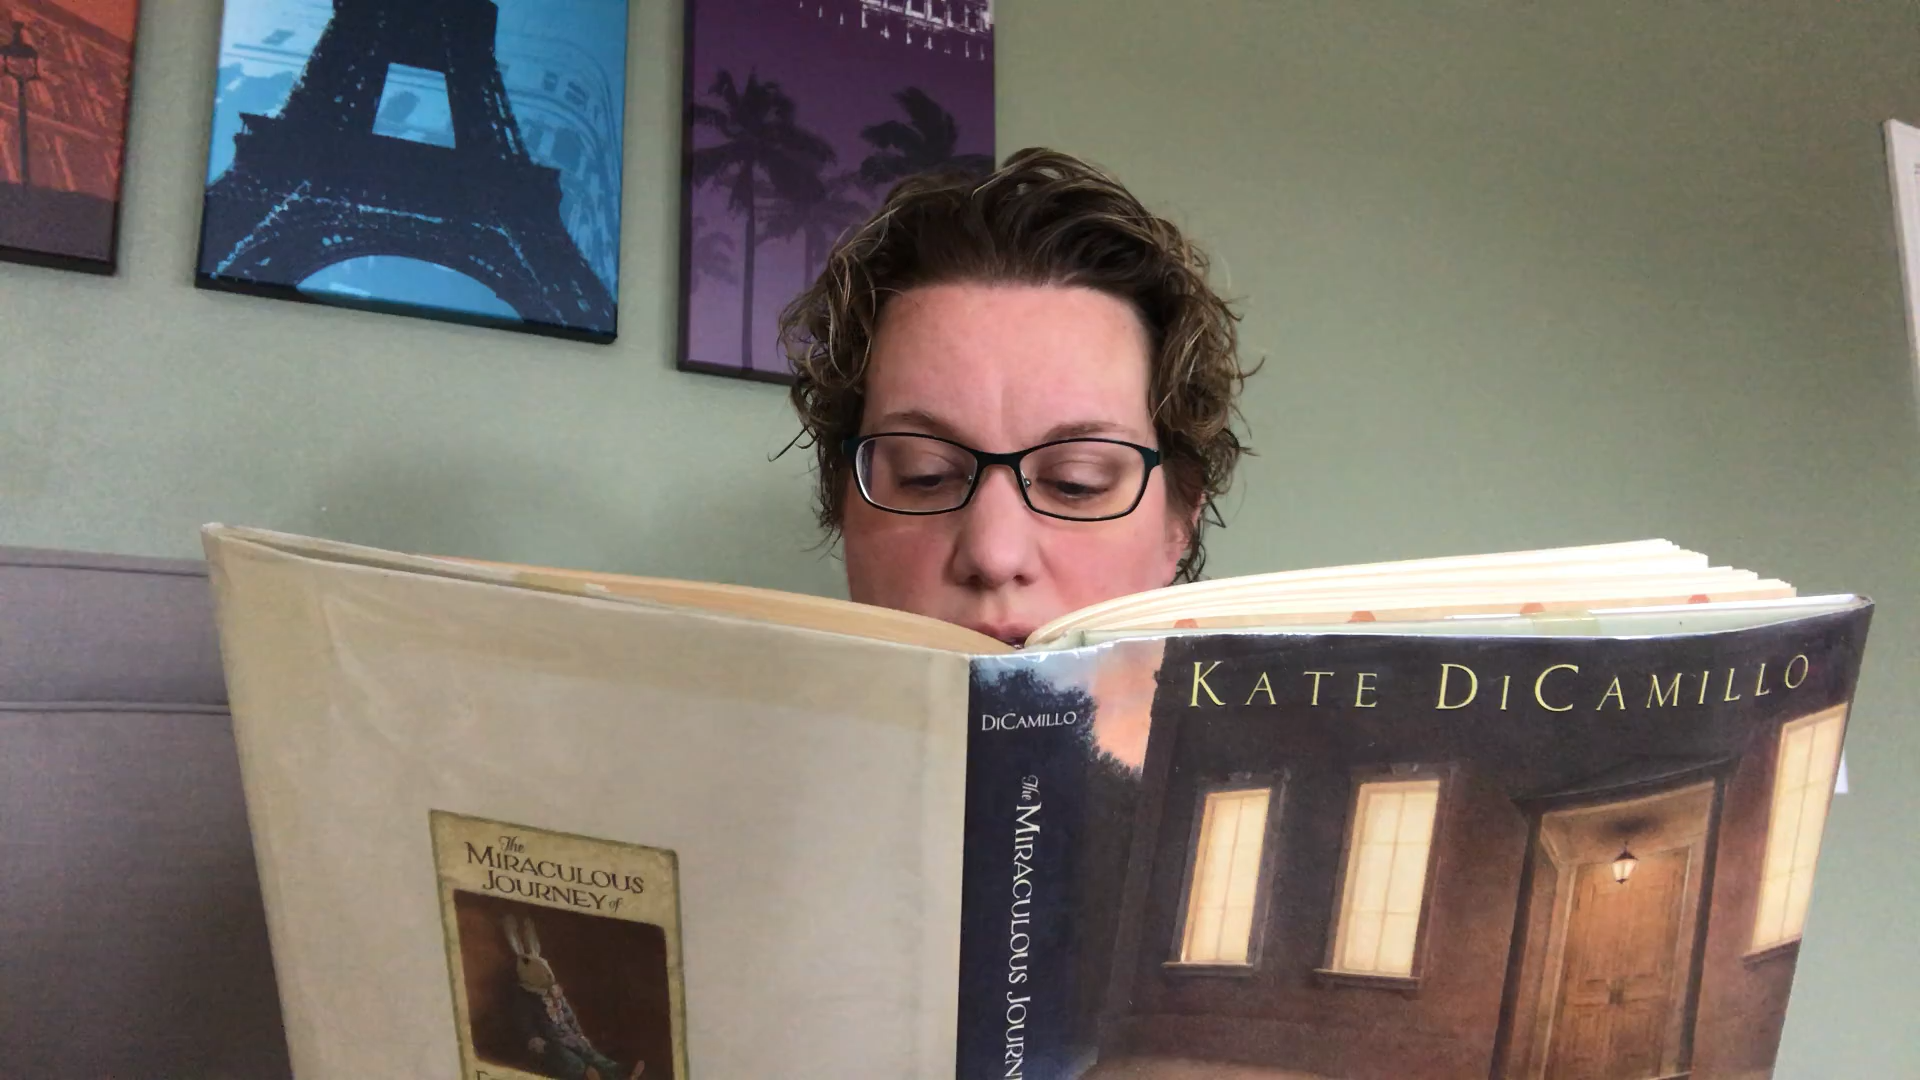 KATE DICAMILLO
DICAMILLO
The MIRACULOUS JOURN
The
MIRACULOUS
JOURNEY of